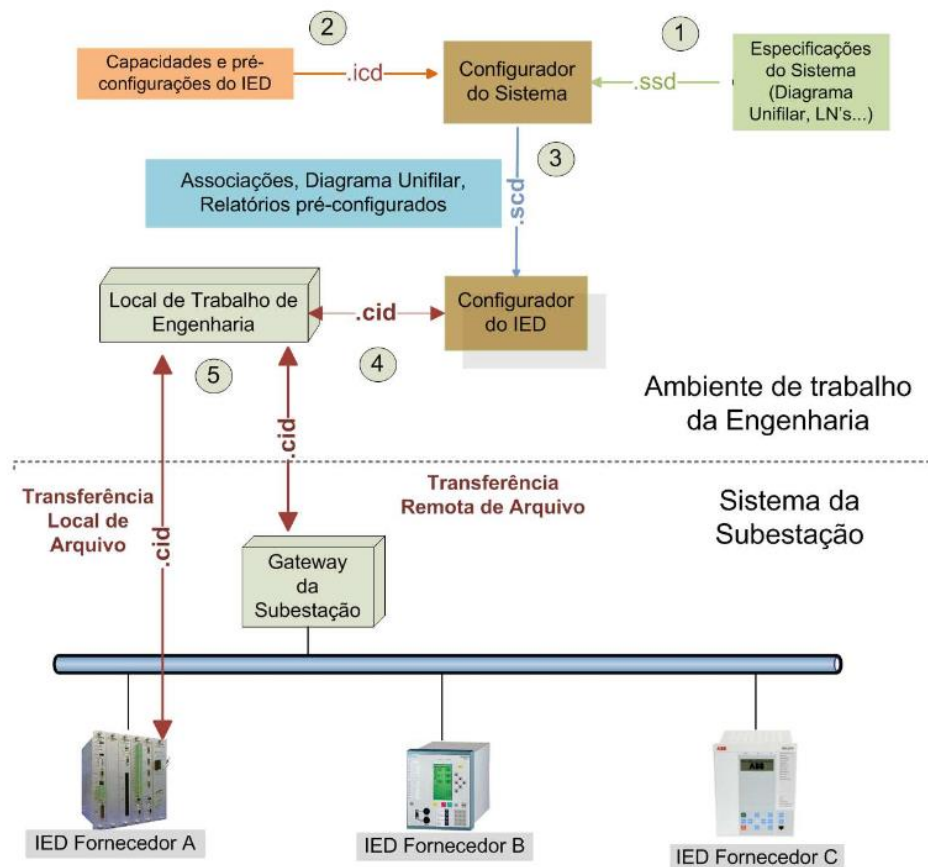 2
1
Capacidades e pré-
configurações do IED
.icd
Configurador
do Sistema
.ssd
Especificações
do Sistema
(Diagrama
Unifilar, LN's...)
3
Associações, Diagrama Unifilar,
Relatórios pré-configurados
.scd
Local de Trabalho de
Engenharia
.cid
Configurador
do IED
4
5
.cid
Ambiente de trabalho
da Engenharia
Transferência
Local de
Arquivo
.cid
Transferência
Remota de Arquivo
Sistema da
Subestação
Gateway
da
Subestação
ABB
ABB
IED Fornecedor A
IED Fornecedor B
IED Fornecedor C